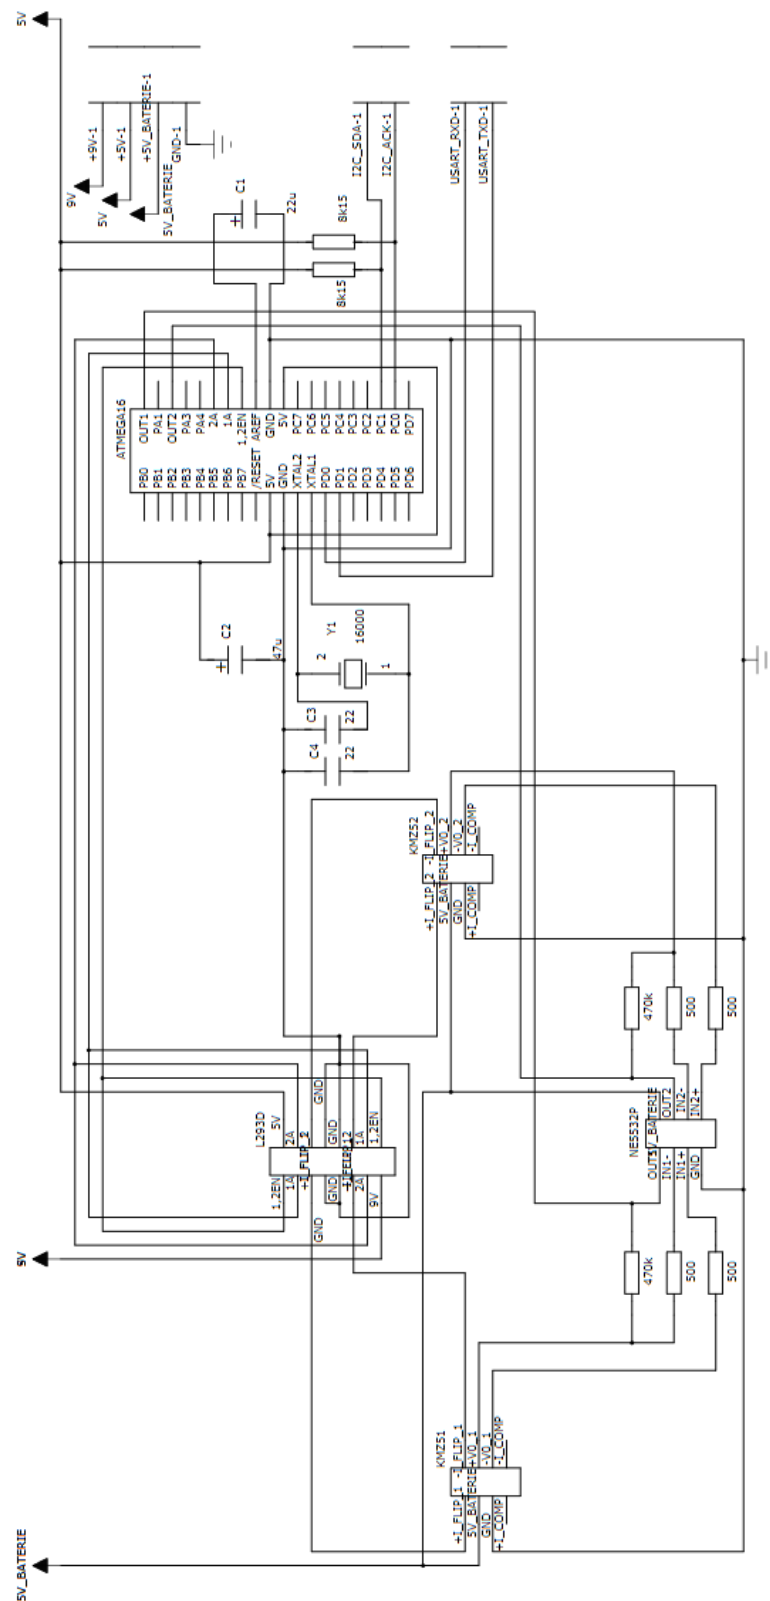 5V
+9V-1
+5V-1
+5V_BATERIE-1
GND-1
9V
5V
5V_BATERIE
I2C_SDA-1
I2C_ACK-1
USART_RXD-1
USART_TXD-1
C1
22u
8k15
8k15
ATMEGA16
OUT1
PA1
OUT2
PA3
PA4
2A
1A
1,2EN
AREF
GND
5V
PC7
PC6
PC5
PC4
PC3
PC2
PC1
PC0
PD7
PB0
PB1
PB2
PB3
PB4
PB5
PB6
PB7
/RESET
5V
GND
XTAL2
XTAL1
PD0
PD1
PD2
PD3
PD4
PD5
PD6
C2
47u
Y1
16000
2
1
C3
22
C4
22
KMZ52
-I_FLIP_2
+V0_2
-V0_2
-I_COMP
+I_FLIP_2
5V_BATERIE
GND
+I_COMP
470k
500
500
L293D
5V
2A
GND
GND
1A
1,2EN
1,2EN
1A
GND
GND
2A
9V
NE5532P
5V_BATERIE
OUT2
IN2-
IN2+
OUT1
IN1-
IN1+
GND
470k
500
500
KMZ51
-I_FLIP_1
+V0_1
-V0_1
-I_COMP
+I_FLIP_1
5V_BATERIE
GND
+I_COMP
5V_BATERIE